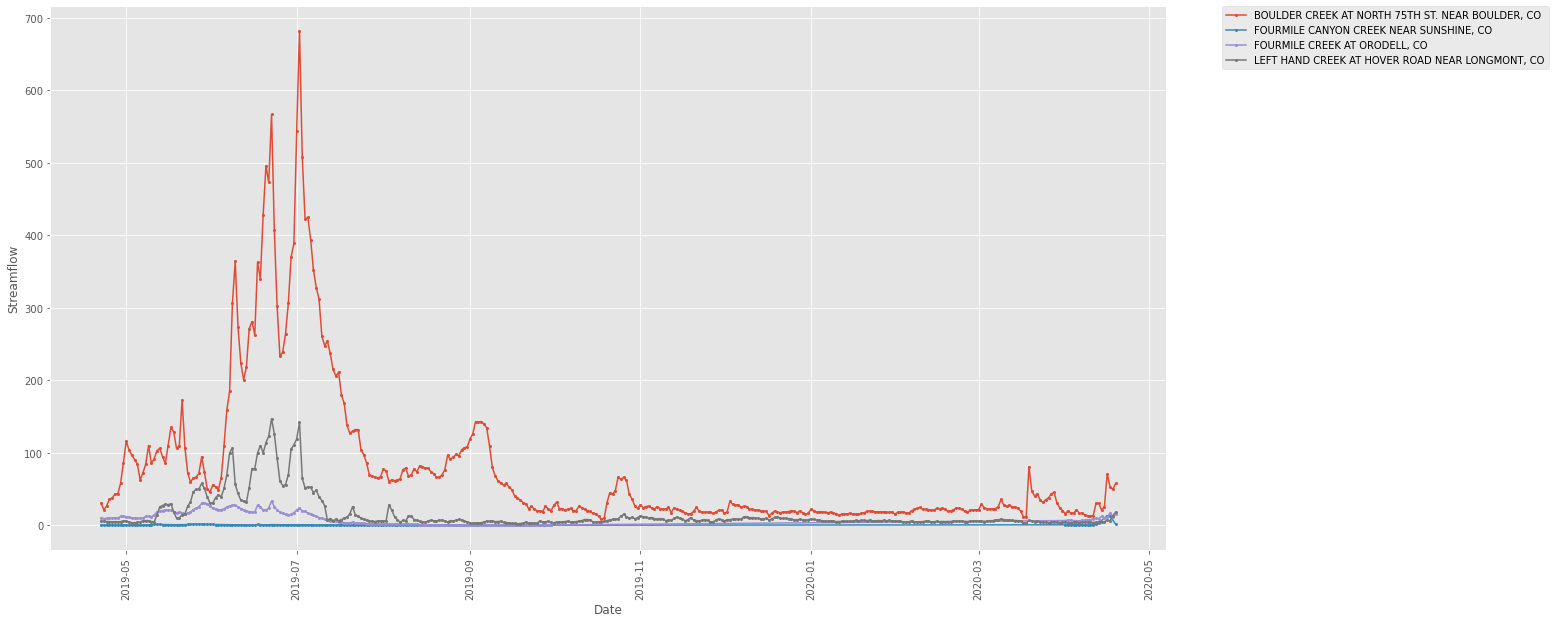 BOULDER CREEK AT NORTH 75TH ST. NEAR BOULDER, CO
FOURMILE CANYON CREEK NEAR SUNSHINE, CO
FOURMILE CREEK AT ORODELL, CO
LEFT HAND CREEK AT HOVER ROAD NEAR LONGMONT, CO
700
600
500
400
300
200
100
0
Streamflow
2019-05
2019-07
2019-09
2019-11
2020-01
2020-03
2020-05
Date